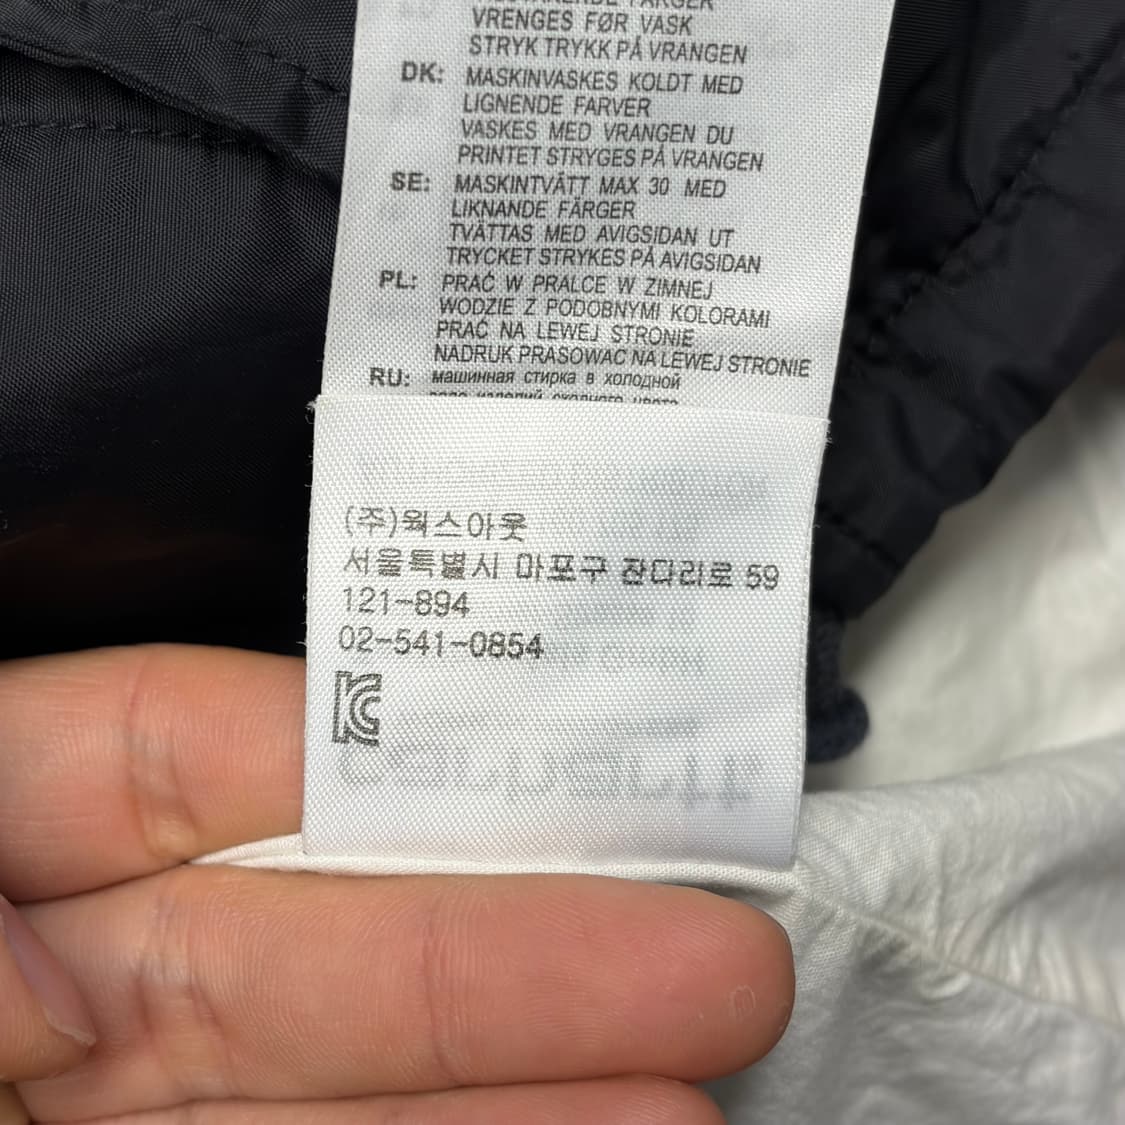 VRENGES FØR VASK
STRYK TRYKK PÅ VRANGEN
DK: MASKINVASKES KOLDT MED
LIGNENDE FARVER
VASKES MED VRANGEN DU
PRINTET STRYGES PÅ VRANGEN
SE: MASKINTVÄTT MAX 30 MED
LIKNANDE FÄRGER
TVÄTTAS MED AVIGSIDAN UT
TRYCKET STRYKES PÅ AVIGSIDAN
PL: PRAĆ W PRALCE W ZIMNEJ
WODZIE Z PODOBNYMI KOLORAMI
PRAĆ NA LEWEJ STRONIE
NADRUK PRASOWAC NA LEWEJ STRONIE
RU: машинная стирка в холодной
(주)웍스아웃
서울특별시 마포구 잔다리로 59
121-894
02-541-0854